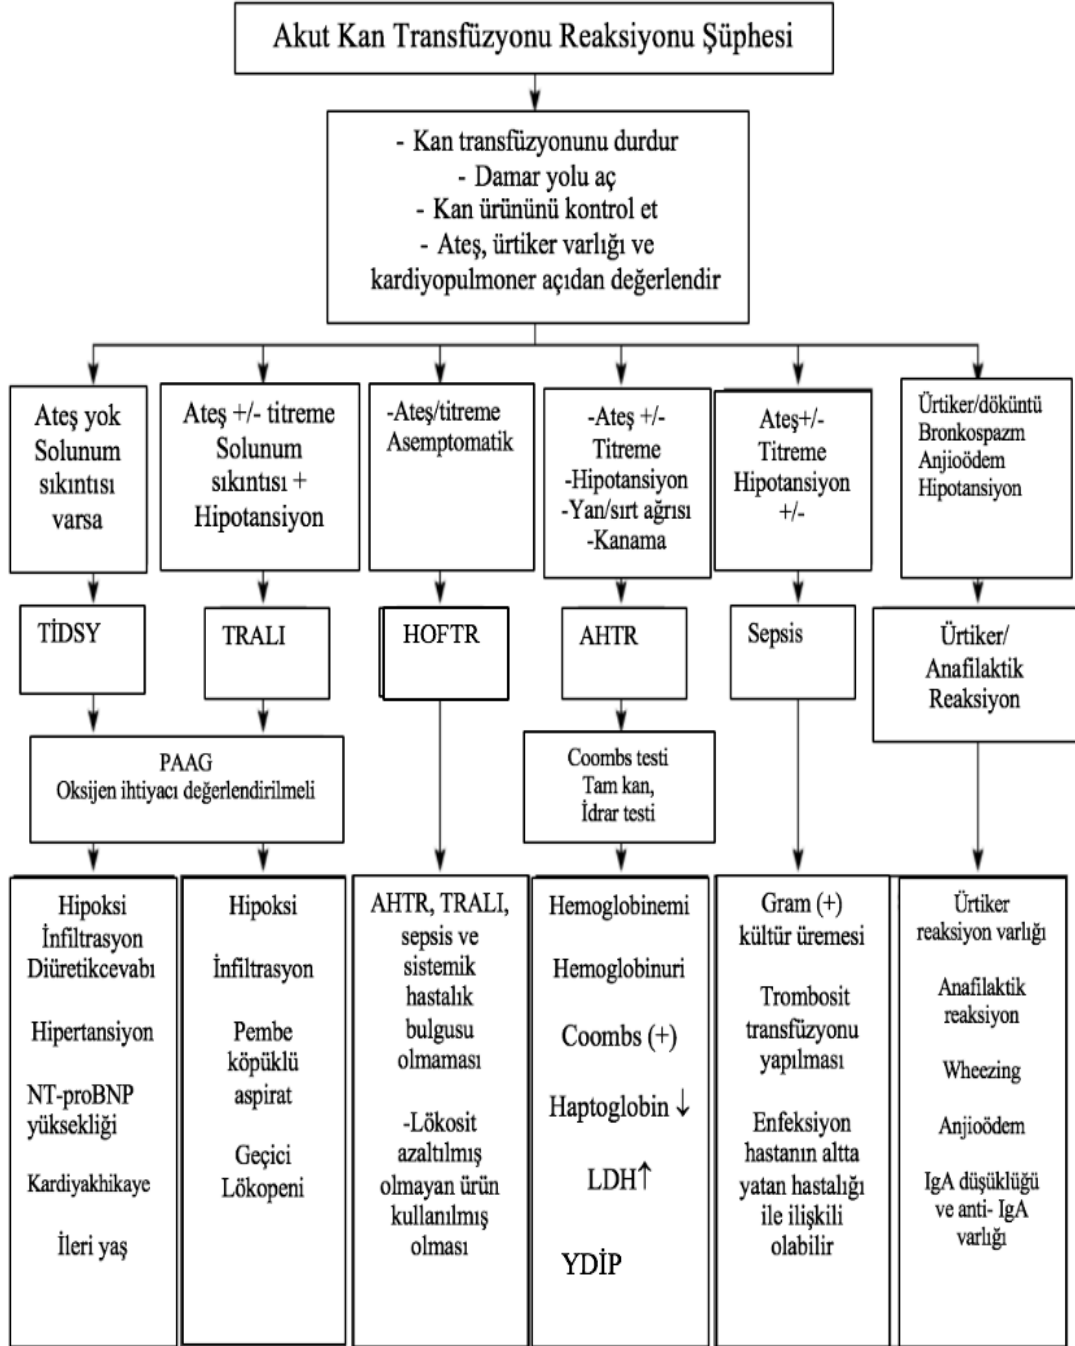 Akut Kan Transfüzyonu Reaksiyonu Şüphesi
- Kan transfüzyonunu durdur
- Damar yolu aç
- Kan ürününü kontrol et
- Ateş, ürtiker varlığı ve
kardiyopulmoner açıdan değerlendir
Ateş yok
Solunum
sıkıntısı
varsa
Ateş +/- titreme
Solunum
sıkıntısı +
Hipotansiyon
-Ateş/titreme
Asemptomatik
-Ateş +/-
Titreme
-Hipotansiyon
-Yan/sırt ağrısı
-Kanama
Ateş+/-
Titreme
Hipotansiyon
+/-
Ürtiker/döküntü
Bronkospazm
Anjioödem
Hipotansiyon
TİDSY
TRALI
HOFTR
AHTR
Sepsis
Ürtiker/
Anafilaktik
Reaksiyon
PAAG
Oksijen ihtiyacı değerlendirilmeli
Coombs testi
Tam kan,
İdrar testi
Hipoksi
İnfiltrasyon
Diüretikcevabı
Hipertansiyon
NT-proBNP
yüksekliği
Kardiyakhikaye
İleri yaş
Hipoksi
İnfiltrasyon
Pembe
köpüklü
aspirat
Geçici
Lökopeni
AHTR, TRALI,
sepsis ve
sistemik
hastalık
bulgusu
olmaması
-Lökosit
azaltılmış
olmayan ürün
kullanılmış
olması
Hemoglobinemi
Hemoglobinuri
Coombs (+)
Haptoglobin ↓
LDH↑
YDİP
Gram (+)
kültür üremesi
Trombosit
transfüzyonu
yapılması
Enfeksiyon
hastanın altta
yatan hastalığı
ile ilişkili
olabilir
Ürtiker
reaksiyon varlığı
Anafilaktik
reaksiyon
Wheezing
Anjioödem
IgA düşüklüğü
ve anti- IgA
varlığı